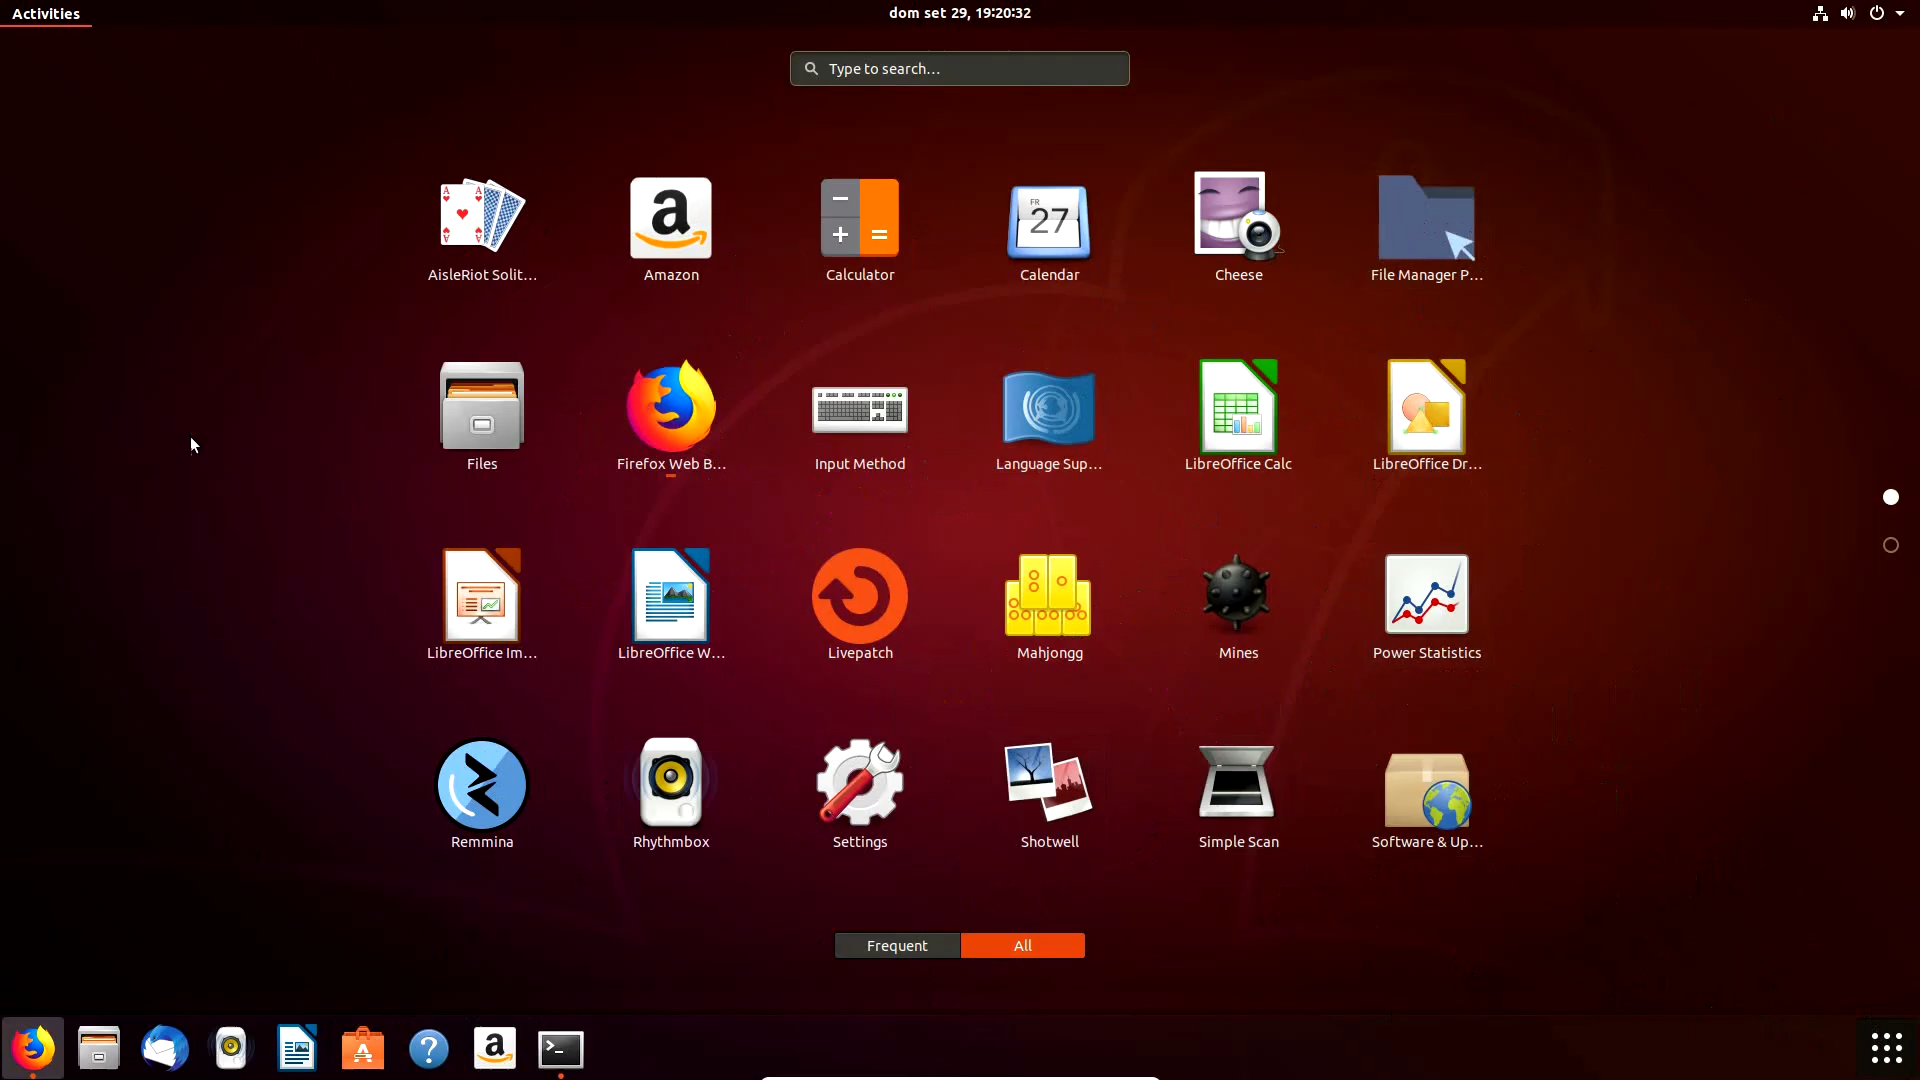 Activities
dom set 29, 19:20:32
Type to search…
AisleRiot Solit…
Amazon
Calculator
FR
27
Calendar
Cheese
File Manager P…
Files
Firefox Web B…
Input Method
Language Sup…
LibreOffice Calc
LibreOffice Dr…
LibreOffice Im…
LibreOffice W…
Livepatch
Mahjongg
Mines
Power Statistics
Remmina
Rhythmbox
Settings
Shotwell
Simple Scan
Software & Up…
Frequent
All